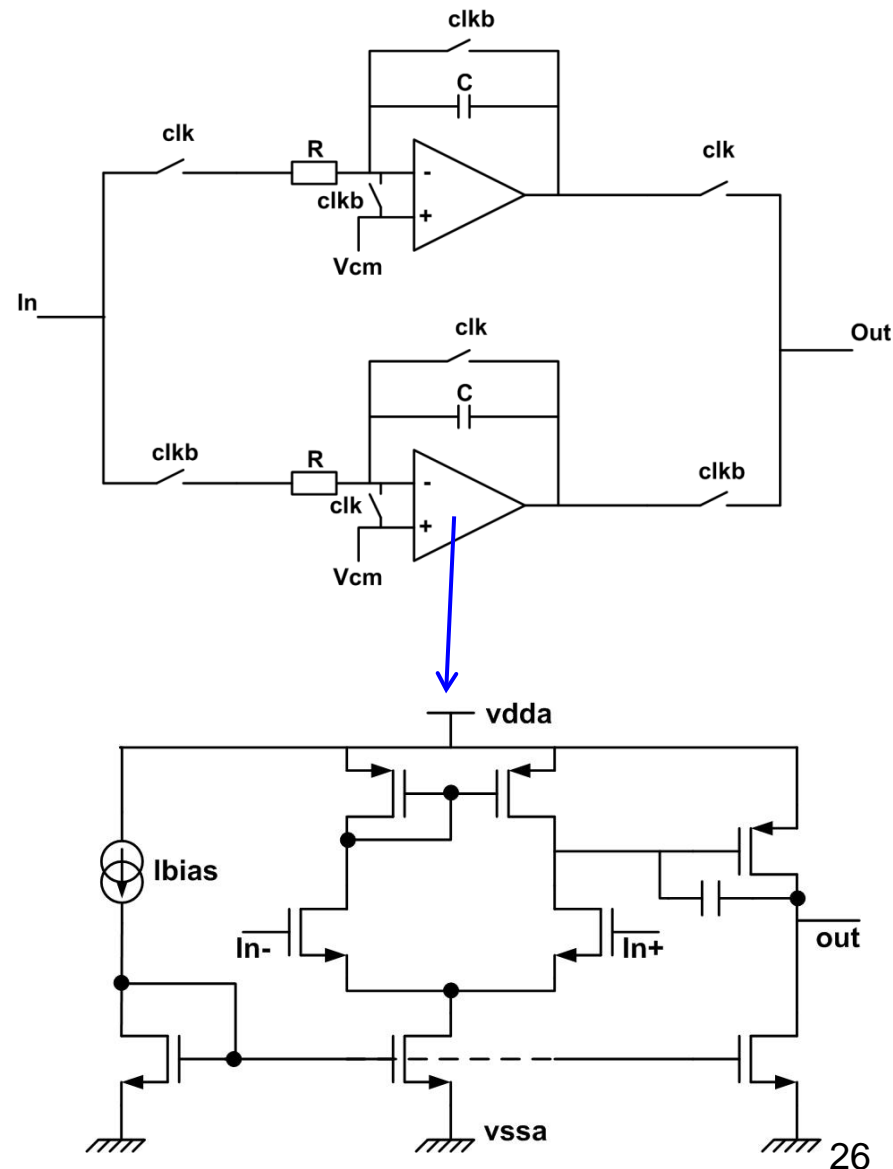 clkb
C
clk
R
clk
clkb
-
+
Vcm
In
Out
clk
C
clkb
R
clkb
clk
-
+
Vcm
vdda
Ibias
In-
In+
out
vssa
26